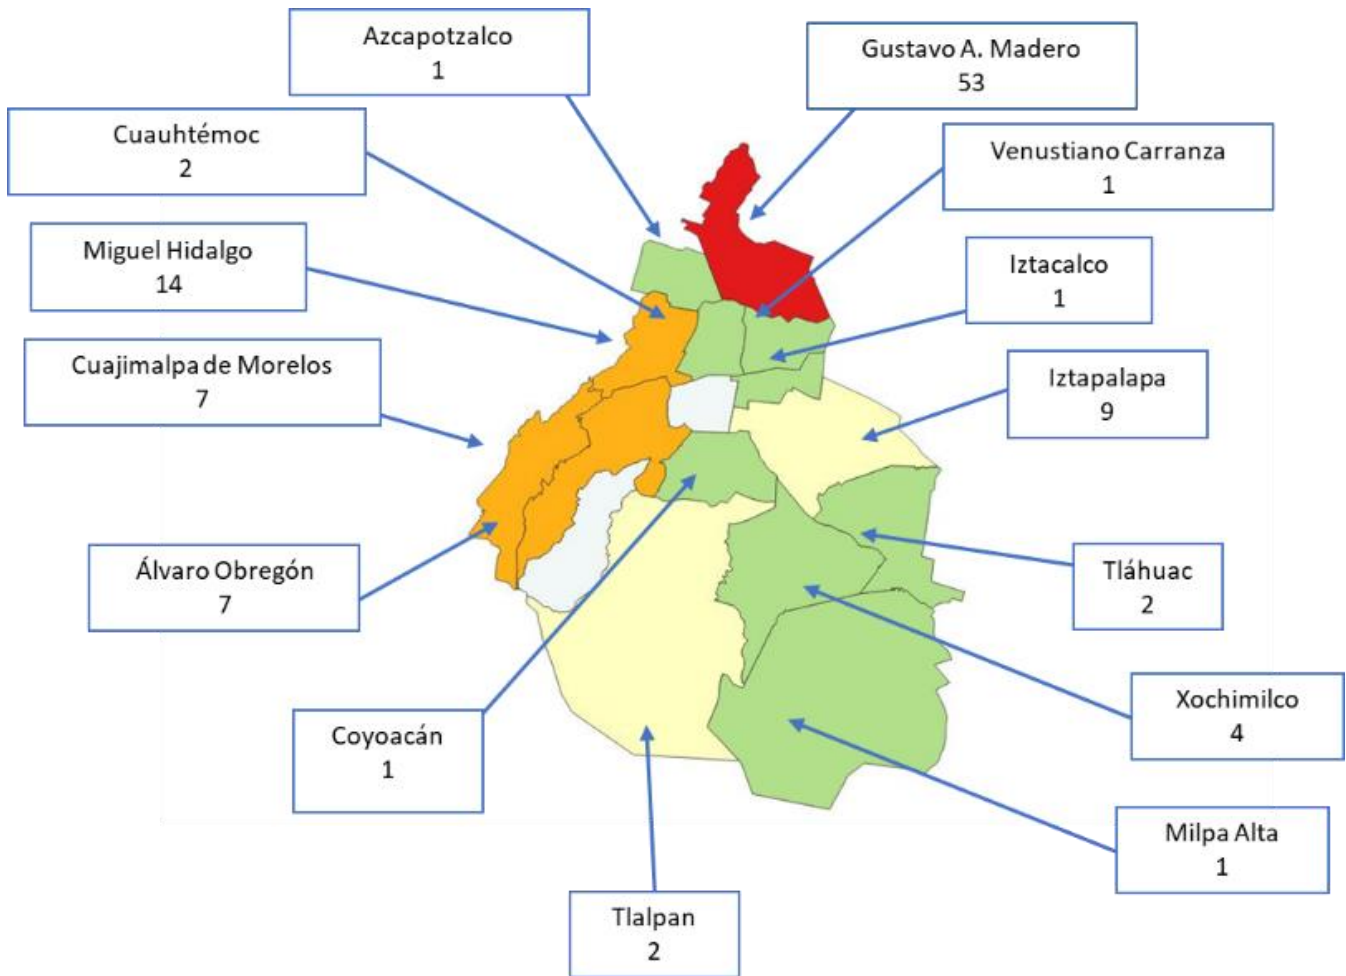 Azcapotzalco
1
Gustavo A. Madero
53
Cuauhtémoc
2
Venustiano Carranza
1
Miguel Hidalgo
14
Iztacalco
1
Cuajimalpa de Morelos
7
Iztapalapa
9
Álvaro Obregón
7
Tláhuac
2
Xochimilco
4
Coyoacán
1
Milpa Alta
1
Tlalpan
2